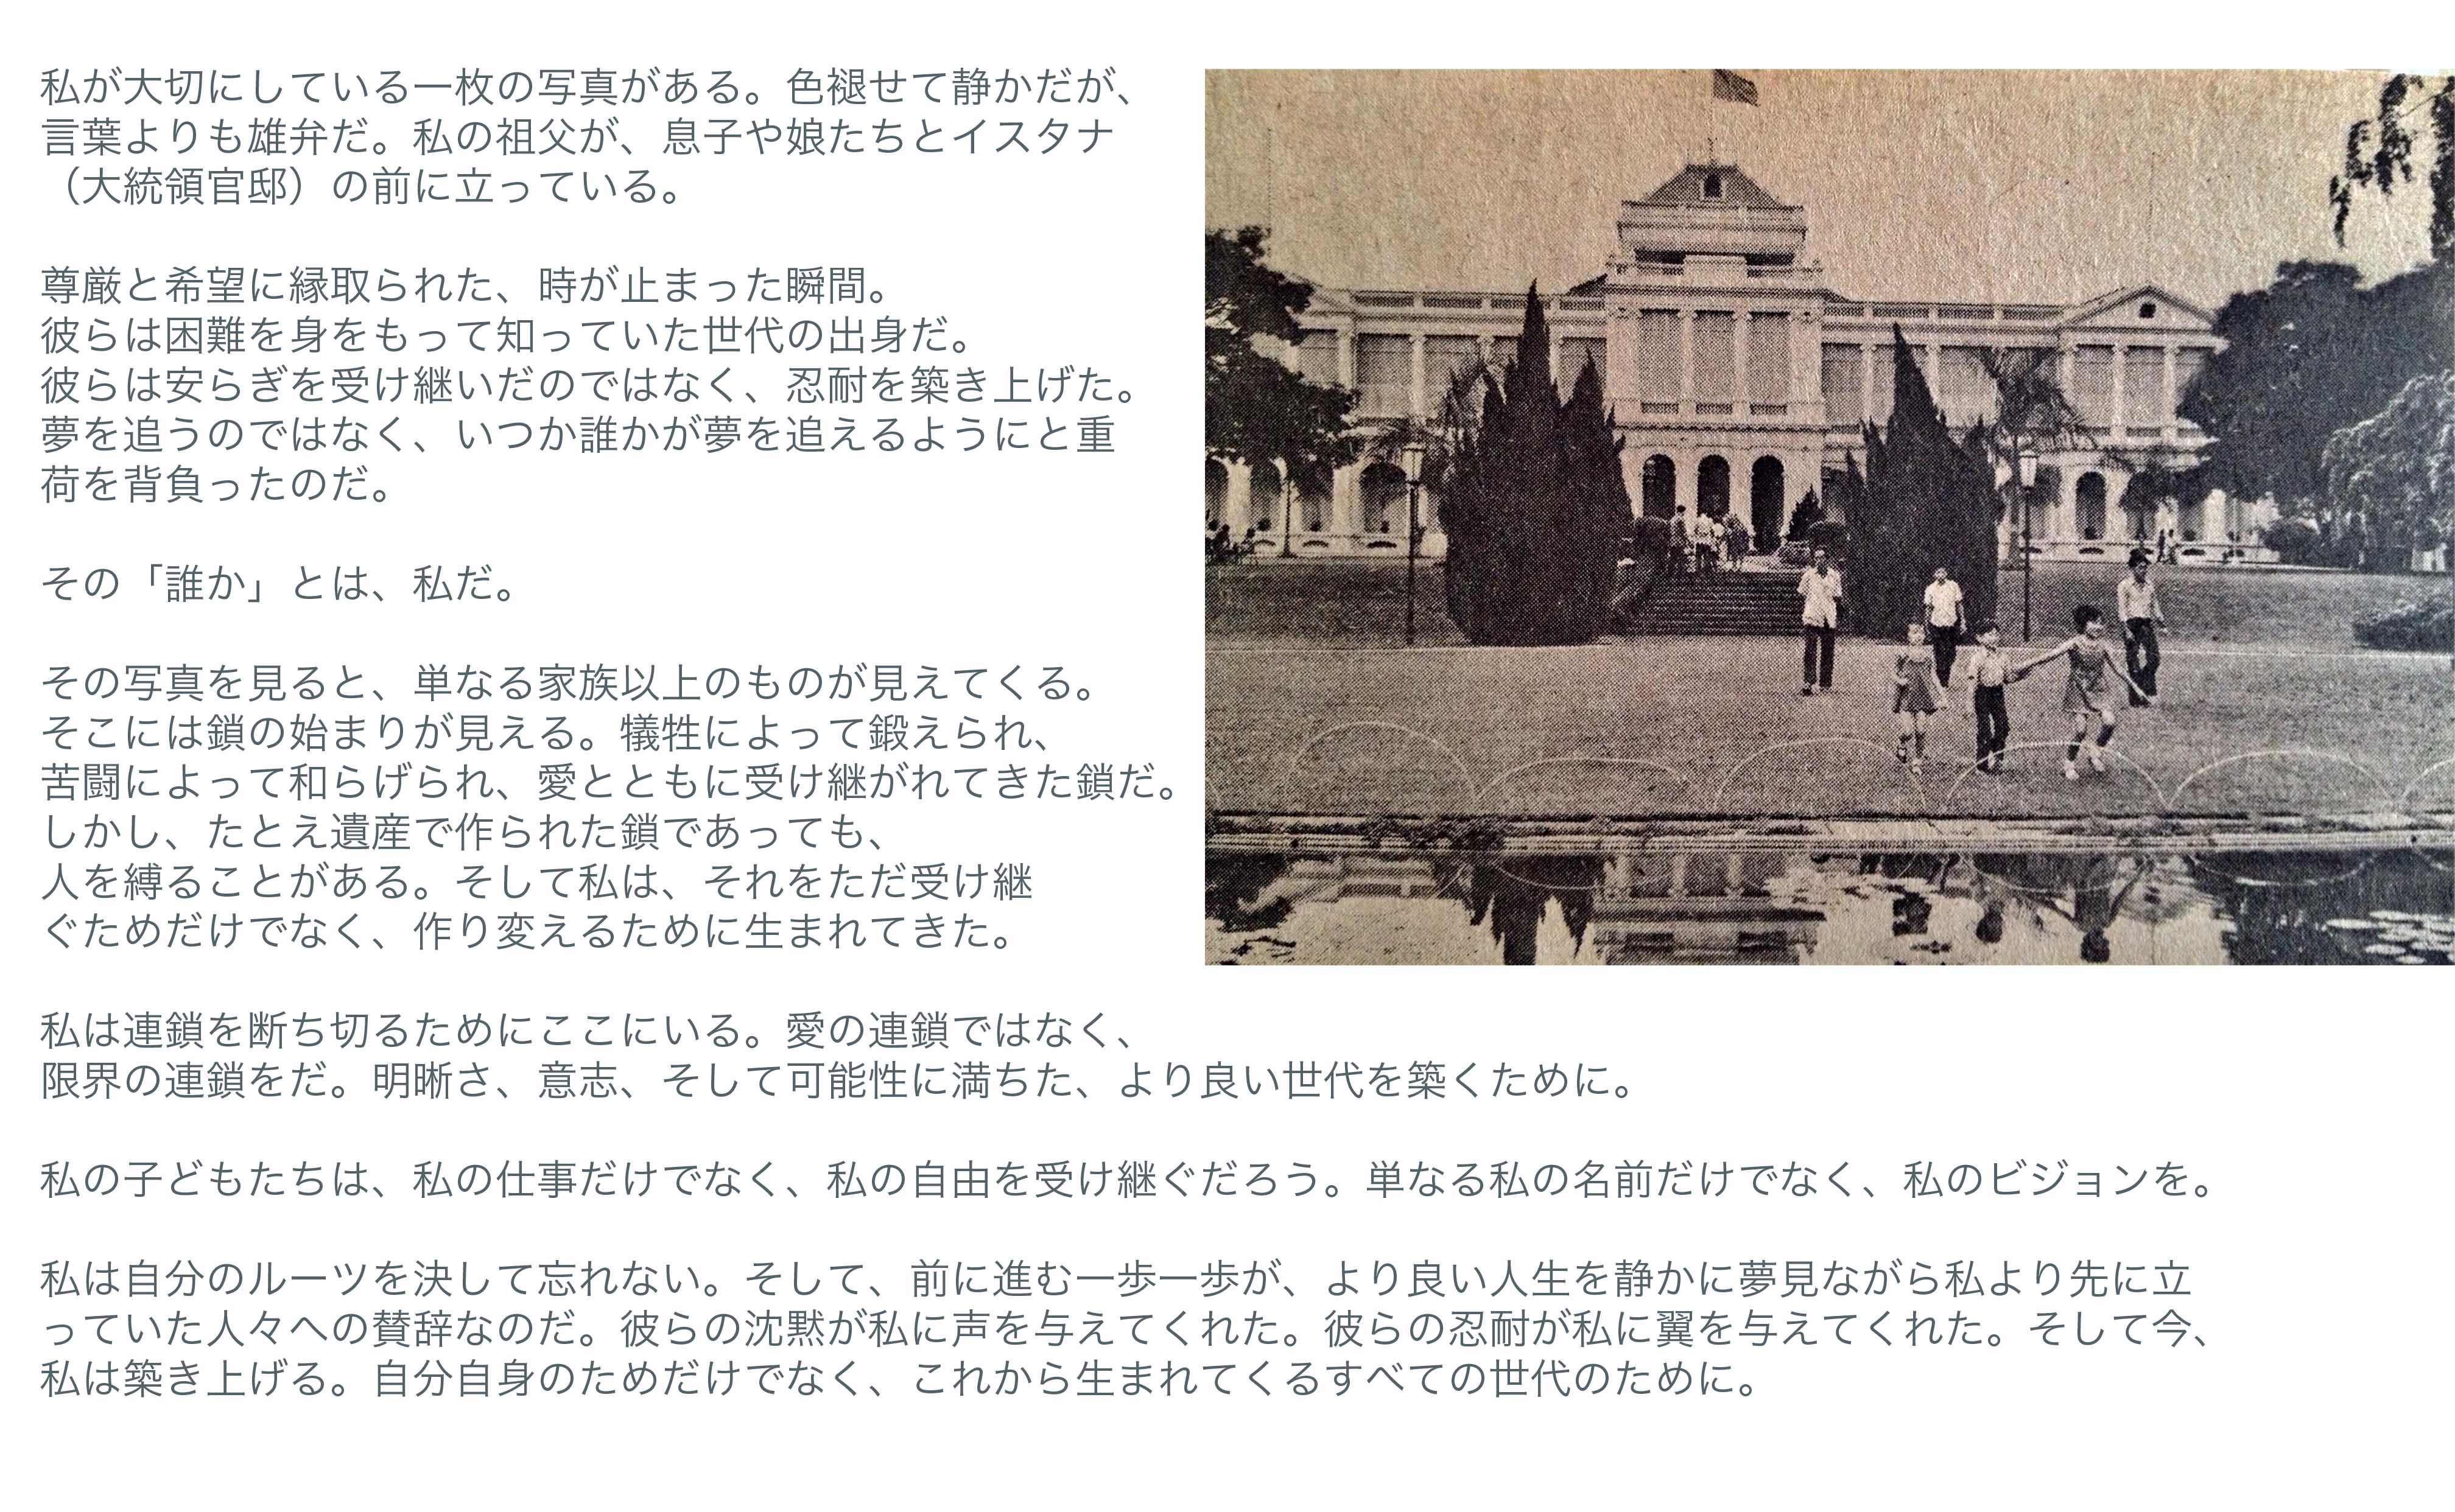 私が大切にしている一枚の写真がある。色褪せて静かだが、
言葉よりも雄弁だ。私の祖父が、息子や娘たちとイスタナ
（大統領官邸）の前に立っている。
尊厳と希望に縁取られた、時が止まった瞬間。
彼らは困難を身をもって知っていた世代の出身だ。
彼らは安らぎを受け継いだのではなく、忍耐を築き上げた。
夢を追うのではなく、いつか誰かが夢を追えるようにと重
荷を背負ったのだ。
その「誰か」とは、私だ。
その写真を見ると、単なる家族以上のものが見えてくる。
そこには鎖の始まりが見える。犠牲によって鍛えられ、
苦闘によって和らげられ、愛とともに受け継がれてきた鎖だ。
しかし、たとえ遺産で作られた鎖であっても、
人を縛ることがある。そして私は、それをただ受け継
ぐためだけでなく、作り変えるために生まれてきた。
私は連鎖を断ち切るためにここにいる。愛の連鎖ではなく、
限界の連鎖をだ。明晰さ、意志、そして可能性に満ちた、より良い世代を築くために。
私の子どもたちは、私の仕事だけでなく、私の自由を受け継ぐだろう。単なる私の名前だけでなく、私のビジョンを。
私は自分のルーツを決して忘れない。そして、前に進む一歩一歩が、より良い人生を静かに夢見ながら私より先に立
っていた人々への賛辞なのだ。彼らの沈黙が私に声を与えてくれた。彼らの忍耐が私に翼を与えてくれた。そして今、
私は築き上げる。自分自身のためだけでなく、これから生まれてくるすべての世代のために。